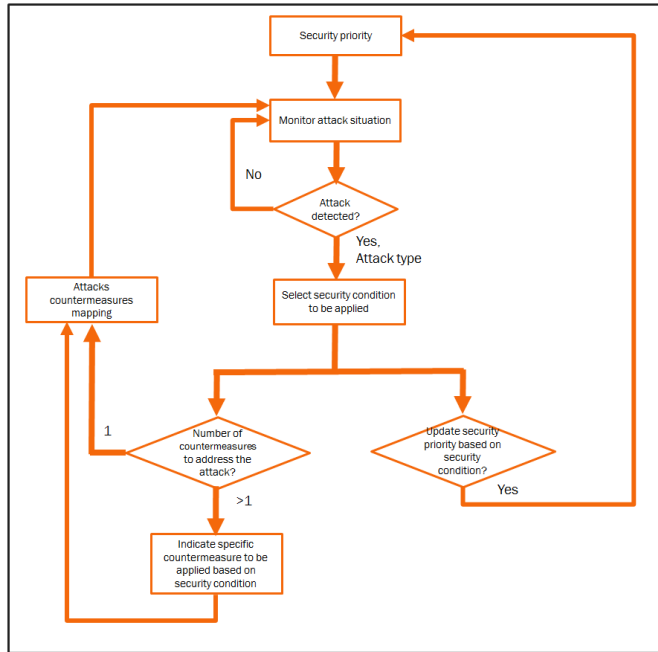 Security priority
Monitor attack situation
No
Attack
detected?
Yes,
Attack type
Attacks
countermeasures
mapping
Select security condition
to be applied
1
Number of
countermeasures
to address the
attack?
Update security
priority based on
security
condition?
Yes
>1
Indicate specific
countermeasure to be
applied based on
security condition